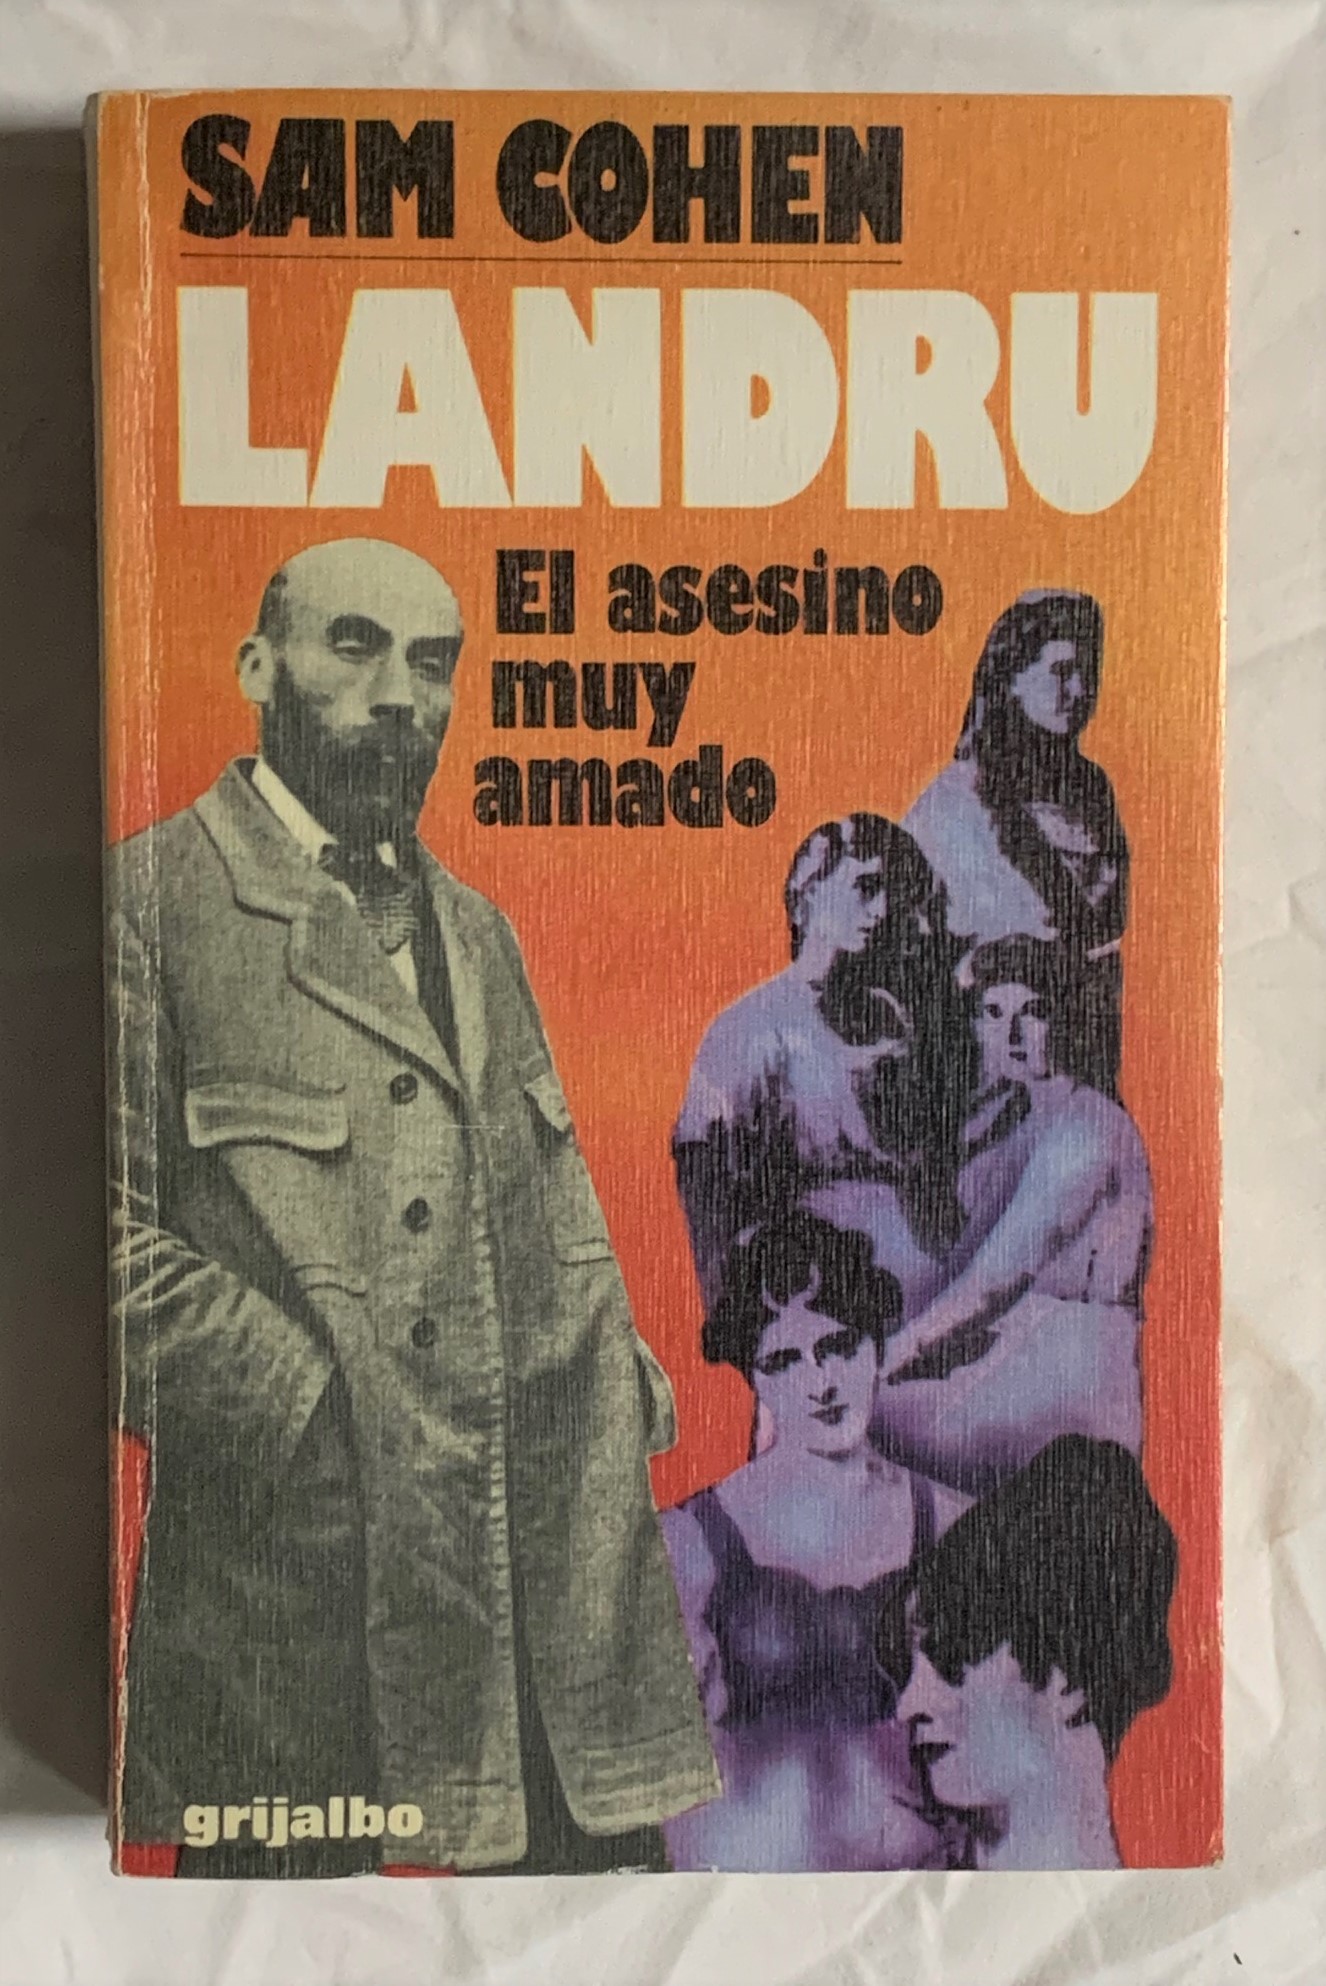 SAM COHEN
LANDRU
El asesino
muy
amado
grijalbo